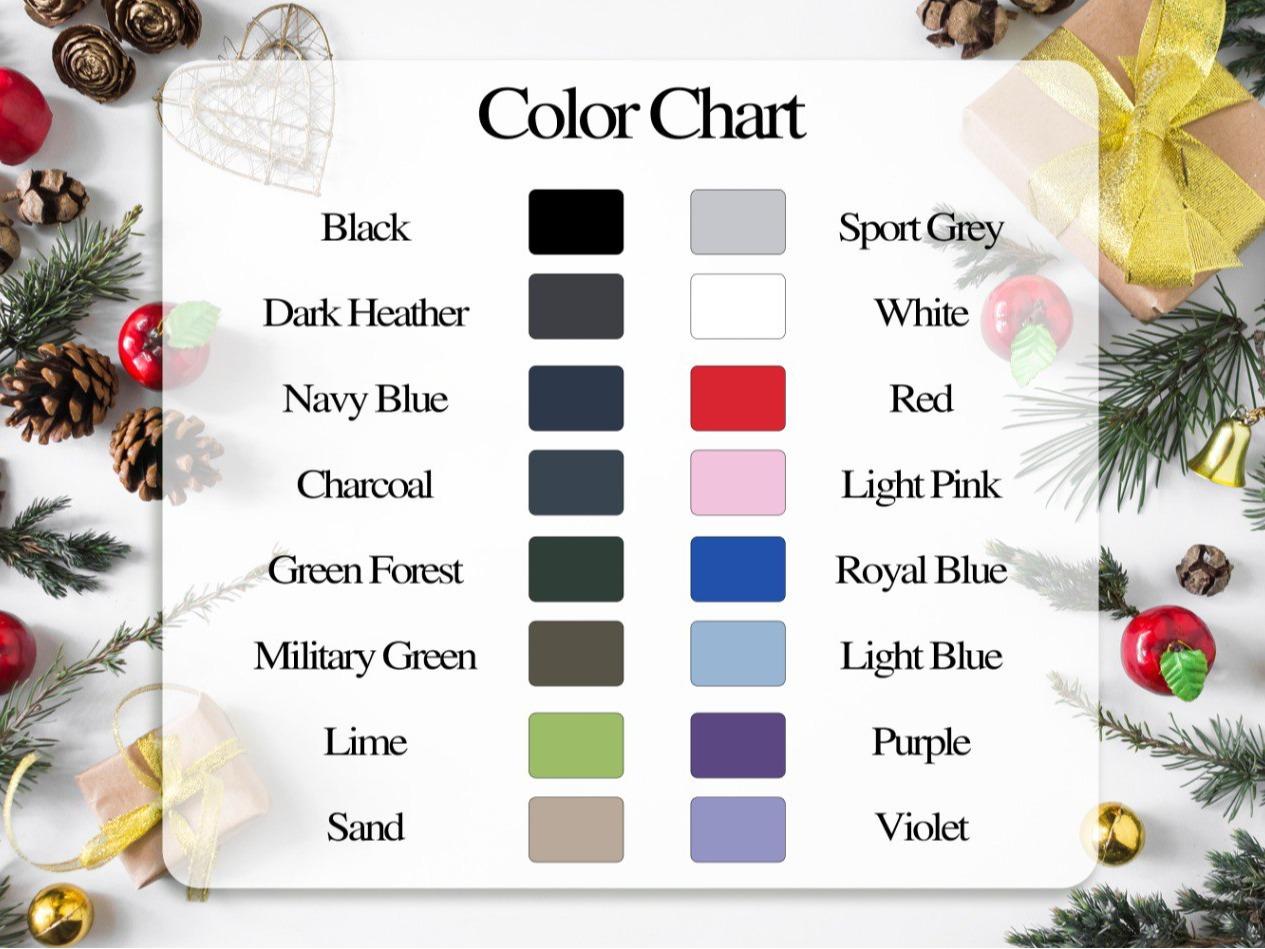 Color Chart
Black
Sport Grey
Dark Heather
White
Navy Blue
Red
Charcoal
Light Pink
Green Forest
Royal Blue
Military Green
Light Blue
Lime
Purple
Sand
Violet